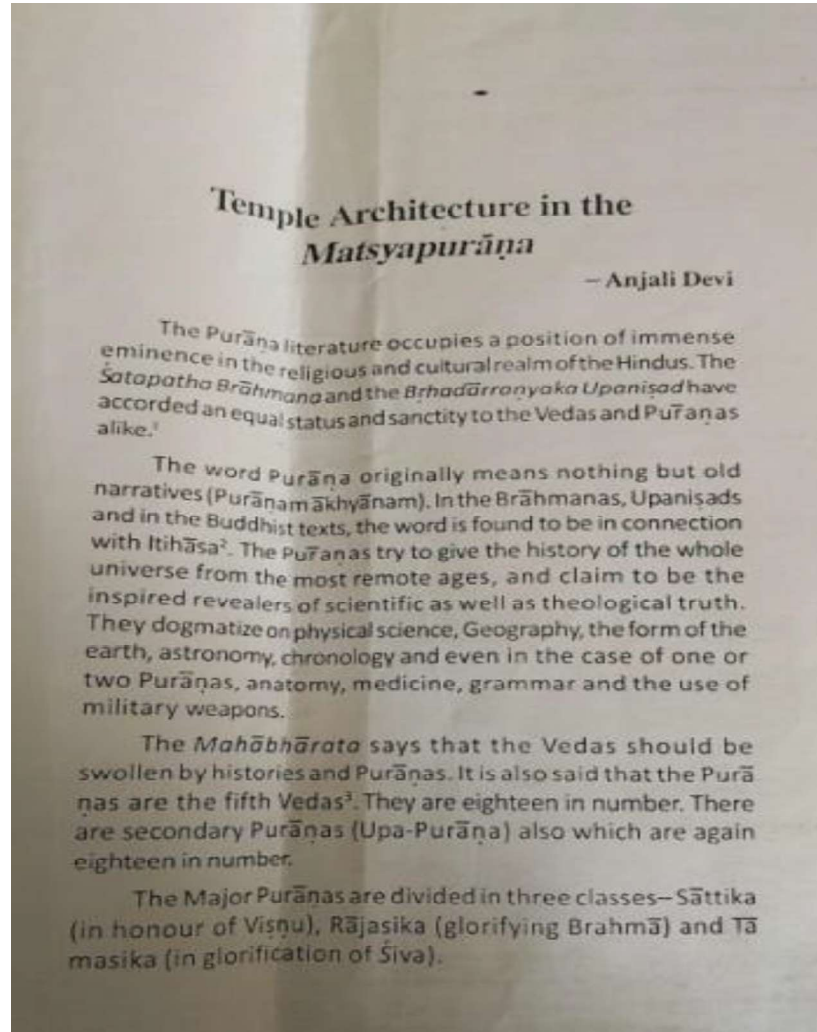 Temple Architecture in the
Matsyapurāṇa
– Anjali Devi
The Purāṇa literature occupies a position of immense
eminence in the religious and cultural realm of the Hindus. The
Śatapatha Brāhmana and the Bṛhadārraṇyaka Upaniṣad have
accorded an equal status and sanctity to the Vedas and Purāṇas
alike.¹
The word Purāṇa originally means nothing but old
narratives (Purāṇam ākhyānam). In the Brāhmanas, Upaniṣads
and in the Buddhist texts, the word is found to be in connection
with Itihāsa². The Purāṇas try to give the history of the whole
universe from the most remote ages, and claim to be the
inspired revealers of scientific as well as theological truth.
They dogmatize on physical science, Geography, the form of the
earth, astronomy, chronology and even in the case of one or
two Purāṇas, anatomy, medicine, grammar and the use of
military weapons.
The Mahābhārata says that the Vedas should be
swollen by histories and Purāṇas. It is also said that the Purā
ṇas are the fifth Vedas³. They are eighteen in number. There
are secondary Purāṇas (Upa-Purāṇa) also which are again
eighteen in number.
The Major Purāṇas are divided in three classes– Sāttika
(in honour of Viṣṇu), Rājasika (glorifying Brahmā) and Tā
masika (in glorification of Śiva).